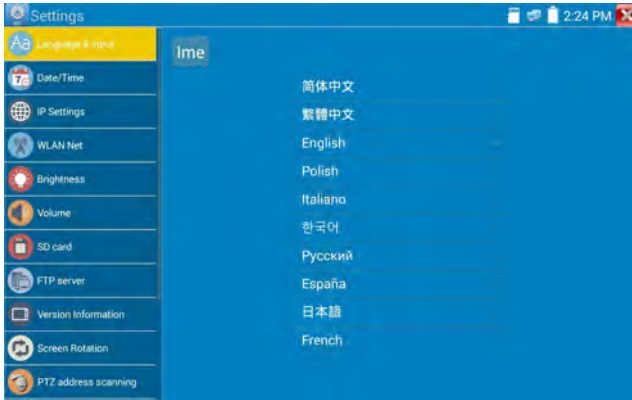 Settings
2:24 PM
Aa Language & input
7 Date/Time
IP Settings
WLAN Net
Brightness
Volume
SD card
FTP server
Version Information
Screen Rotation
PTZ address scanning
Ime
简体中文
繁體中文
English
Polish
Italiano
한국어
Русский
España
日本語
French